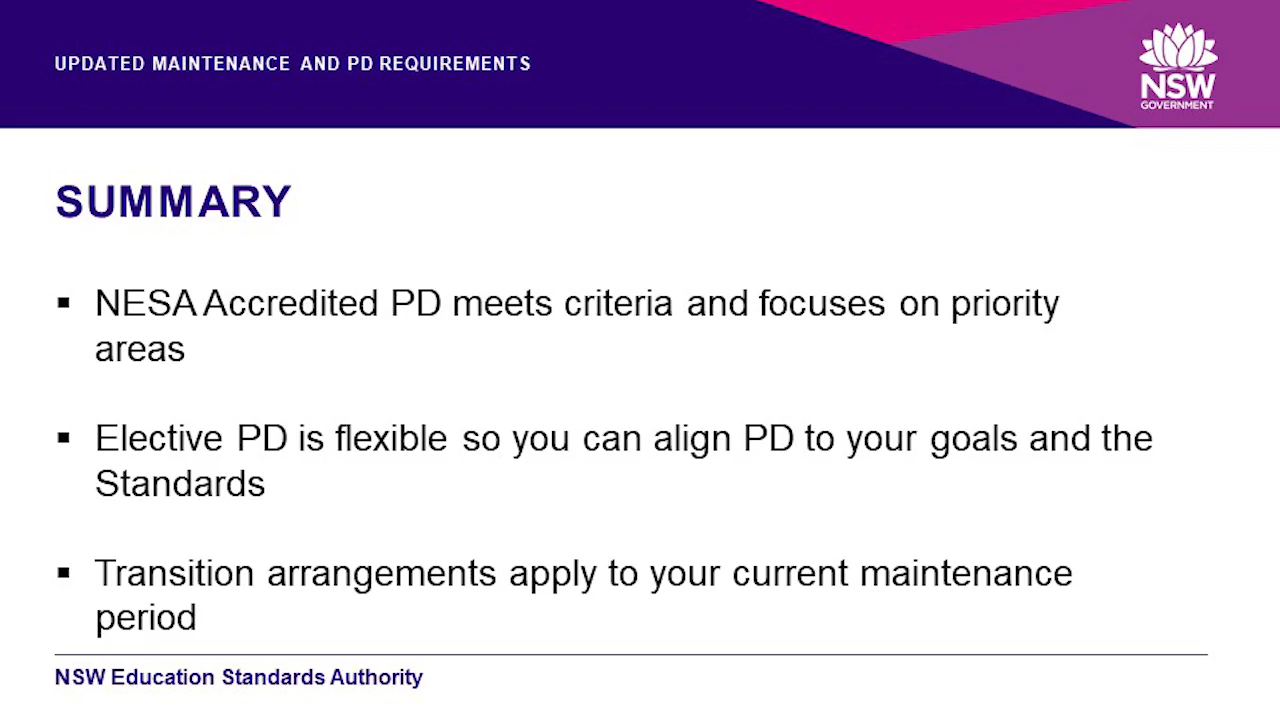 UPDATED MAINTENANCE AND PD REQUIREMENTS
NSW
GOVERNMENT
SUMMARY
▪ NESA Accredited PD meets criteria and focuses on priority
areas
▪ Elective PD is flexible so you can align PD to your goals and the
Standards
▪ Transition arrangements apply to your current maintenance
period
NSW Education Standards Authority